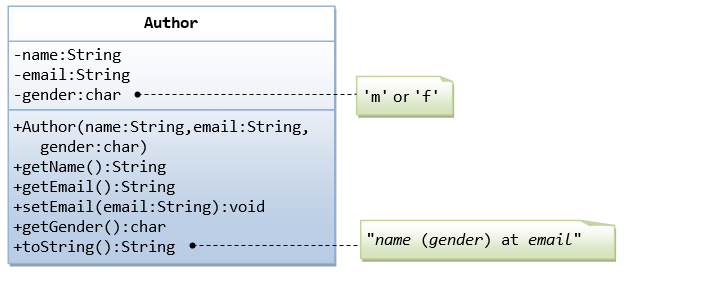 Author
-name:String
-email:String
-gender:char
'm' or 'f'
+Author(name:String,email:String,
gender:char)
+getName():String
+getEmail():String
+setEmail(email:String):void
+getGender():char
+toString():String
"name (gender) at email"